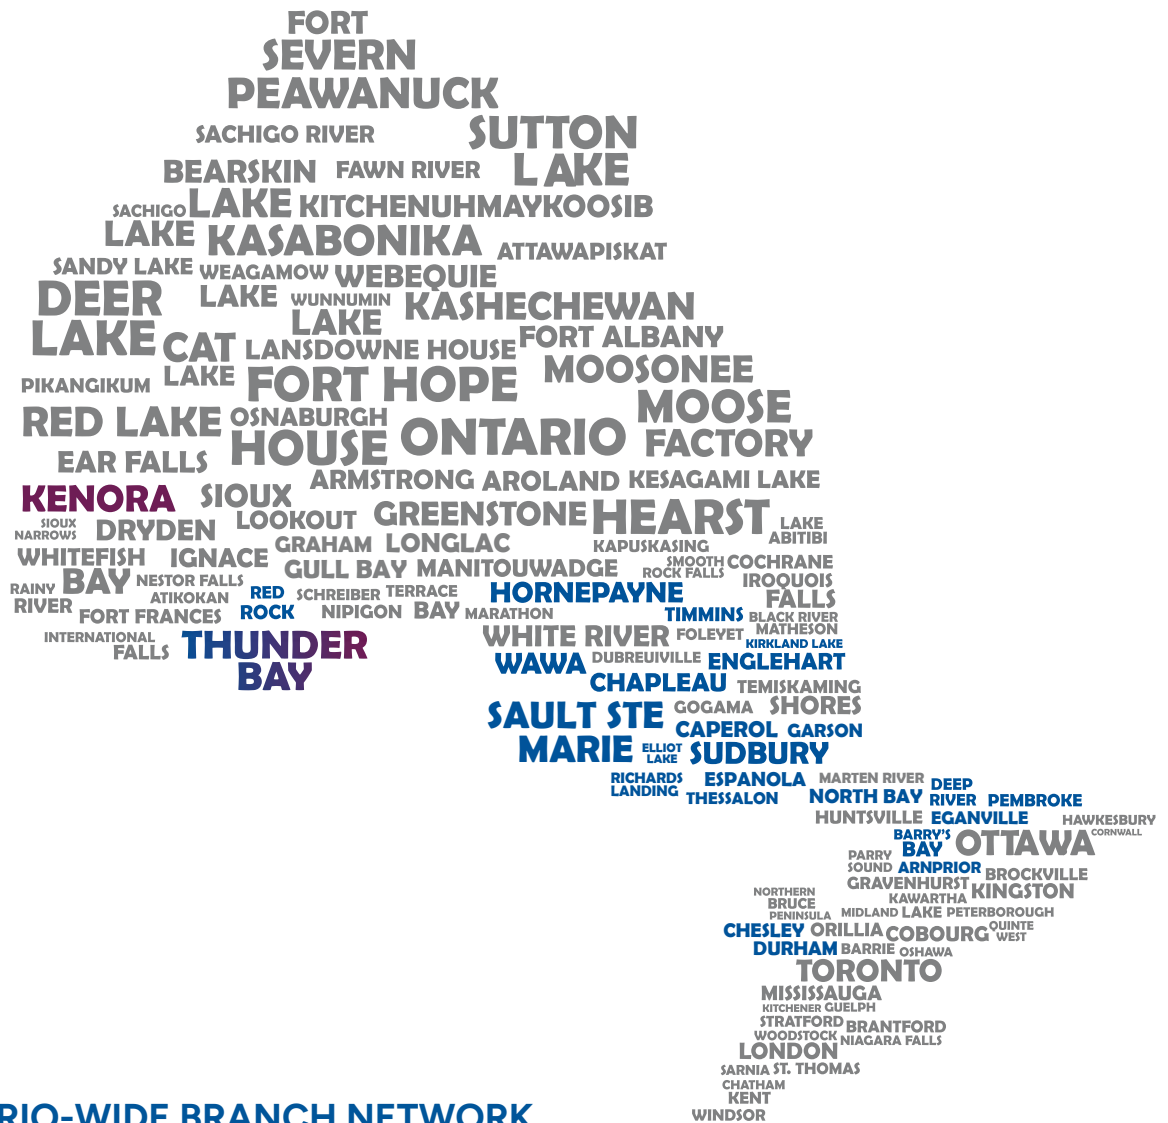 FORT
SEVERN
PEAWANUCK
SACHIGO RIVER
SUTTON
LAKE
BEARSKIN
LAKE
FAWN RIVER
SACHIGO
LAKE
KITCHENUHMAYKOOSIB
KASABONIKA
ATTAWAPISKAT
SANDY LAKE
WEAGAMOW
LAKE
WEBEQUIE
DEER
LAKE
WUNNUMIN
LAKE
KASHECHEWAN
CAT
LAKE
LANSDOWNE HOUSE
FORT ALBANY
MOOSONEE
PIKANGIKUM
FORT HOPE
MOOSE
FACTORY
RED LAKE
OSNABURGH
HOUSE
ONTARIO
EAR FALLS
ARMSTRONG
AROLAND
KESAGAMI LAKE
KENORA
SIOUX
LOOKOUT
GREENSTONE
HEARST
LAKE
ABITIBI
SIOUX
NARROWS
DRYDEN
GRAHAM
LONGLAC
KAPUSKASING
WHITEFISH
BAY
IGNACE
GULL BAY
MANITOUWADGE
SMOOTH
ROCK FALLS
COCHRANE
RAINY
RIVER
NESTOR FALLS
ATIKOKAN
RED
ROCK
SCHREIBER
TERRACE
BAY
HORNEPAYNE
IROQUOIS
FALLS
FORT FRANCES
NIPIGON
MARATHON
TIMMINS
BLACK RIVER
MATHESON
INTERNATIONAL
FALLS
THUNDER
BAY
WHITE RIVER
FOLEYET
KIRKLAND LAKE
WAWA
DUBREUIVILLE
ENGLEHART
CHAPLEAU
TEMISKAMING
SHORES
SAULT STE
MARIE
GOGAMA
CAPEROL
GARSON
ELLIOT
LAKE
SUDBURY
RICHARDS
LANDING
ESPANOLA
MARTEN RIVER
DEEP
RIVER
THESSALON
NORTH BAY
PEMBROKE
HUNTSVILLE
EGANVILLE
HAWKESBURY
BARRY'S
BAY
OTTAWA
CORNWALL
PARRY
SOUND
ARNPRIOR
BROCKVILLE
GRAVENHURST
KINGSTON
NORTHERN
BRUCE
PENINSULA
KAWARTHA
LAKE
MIDLAND
PETERBOROUGH
CHESLEY
ORILLIA
COBOURG
QUINTE
WEST
DURHAM
BARRIE
OSHAWA
TORONTO
MISSISSAUGA
KITCHENER
GUELPH
STRATFORD
BRANTFORD
WOODSTOCK
NIAGARA FALLS
LONDON
SARNIA
ST. THOMAS
CHATHAM
KENT
WINDSOR
RIO-WIDE BRANCH NETWORK